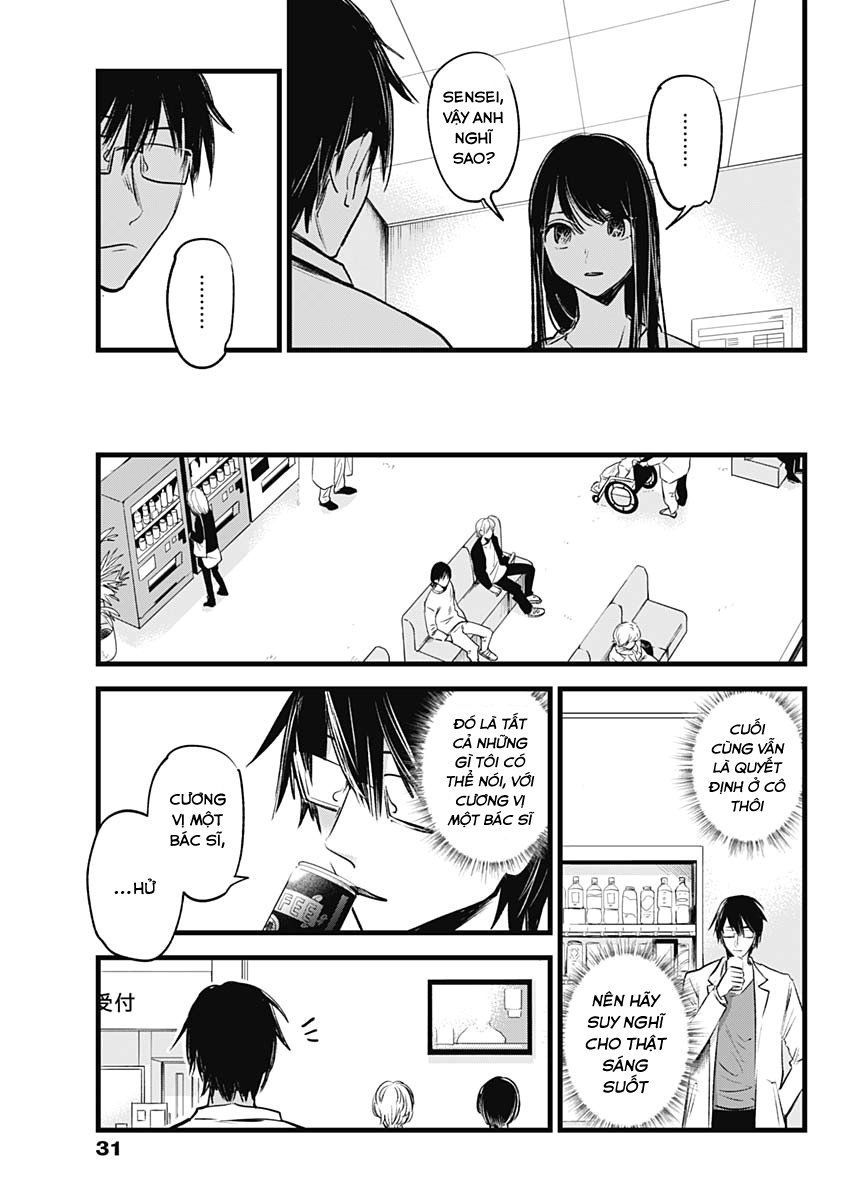 ………
SENSEI,
VẬY ANH
NGHĨ
SAO?
………
CUỐI
CÙNG VẪN
LÀ QUYẾT
ĐỊNH Ở CÔ
THÔI
NÊN HÃY
SUY NGHĨ
CHO THẬT
SÁNG
SUỐT
ĐÓ LÀ TẤT
CẢ NHỮNG
GÌ TÔI CÓ
THỂ NÓI, VỚI
CƯƠNG VỊ
MỘT BÁC SĨ
CƯƠNG
VỊ MỘT
BÁC SĨ,
...HỬ
受付
31